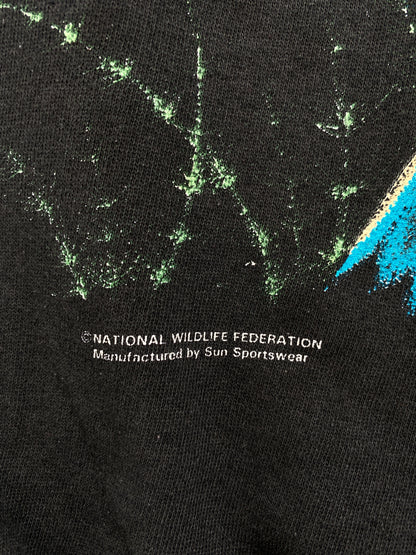 ©NATIONAL WILDLIFE FEDERATION
Manufactured by Sun Sportswear